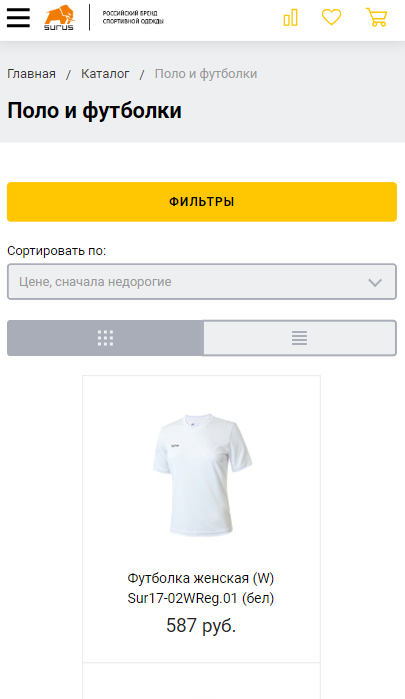 surus
РОССИЙСКИЙ БРЕНД
СПОРТИВНОЙ ОДЕЖДЫ
Главная / Каталог / Поло и футболки
Поло и футболки
ФИЛЬТРЫ
Сортировать по:
Цене, сначала недорогие
Футболка женская (W)
Sur17-02WReg.01 (бел)
587 руб.